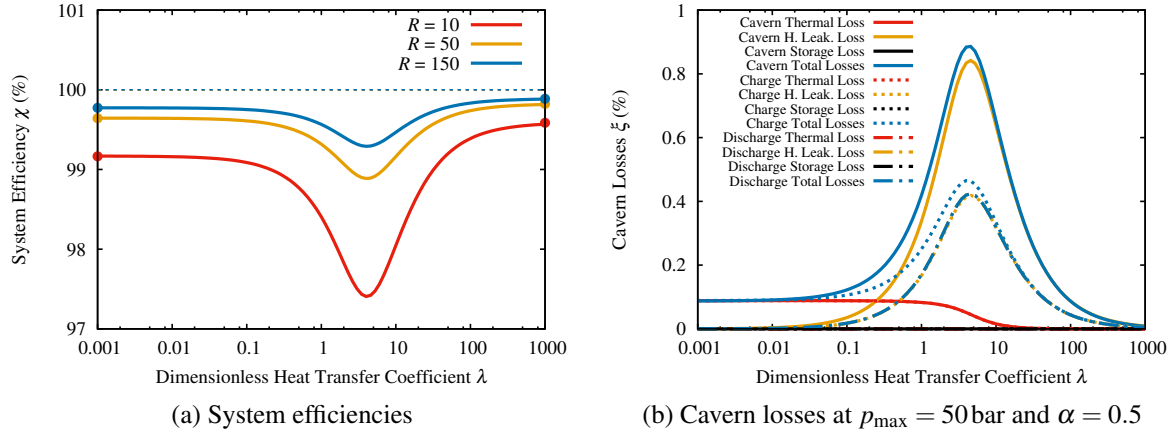 R = 10
R = 50
R = 150
100
99
98
97
System Efficiency χ (%)
0.001 0.01 0.1 1 10 100 1000
Dimensionless Heat Transfer Coefficient λ
(a) System efficiencies
Cavern Thermal Loss
Cavern H. Leak. Loss
Cavern Storage Loss
Cavern Total Losses
Charge Thermal Loss
Charge H. Leak. Loss
Charge Storage Loss
Charge Total Losses
Discharge Thermal Loss
Discharge H. Leak. Loss
Discharge Storage Loss
Discharge Total Losses
1
0.8
0.6
0.4
0.2
0
Cavern Losses ξ (%)
0.001 0.01 0.1 1 10 100 1000
Dimensionless Heat Transfer Coefficient λ
(b) Cavern losses at pmax = 50 bar and α = 0.5